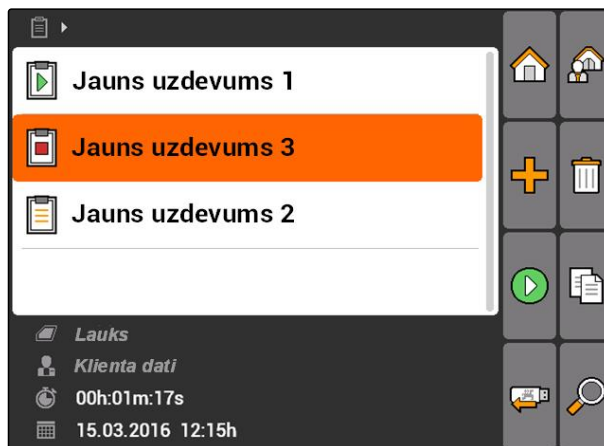 Jauns uzdevums 1
Jauns uzdevums 3
Jauns uzdevums 2
Lauks
Klienta dati
00h:01m:17s
15.03.2016 12:15h